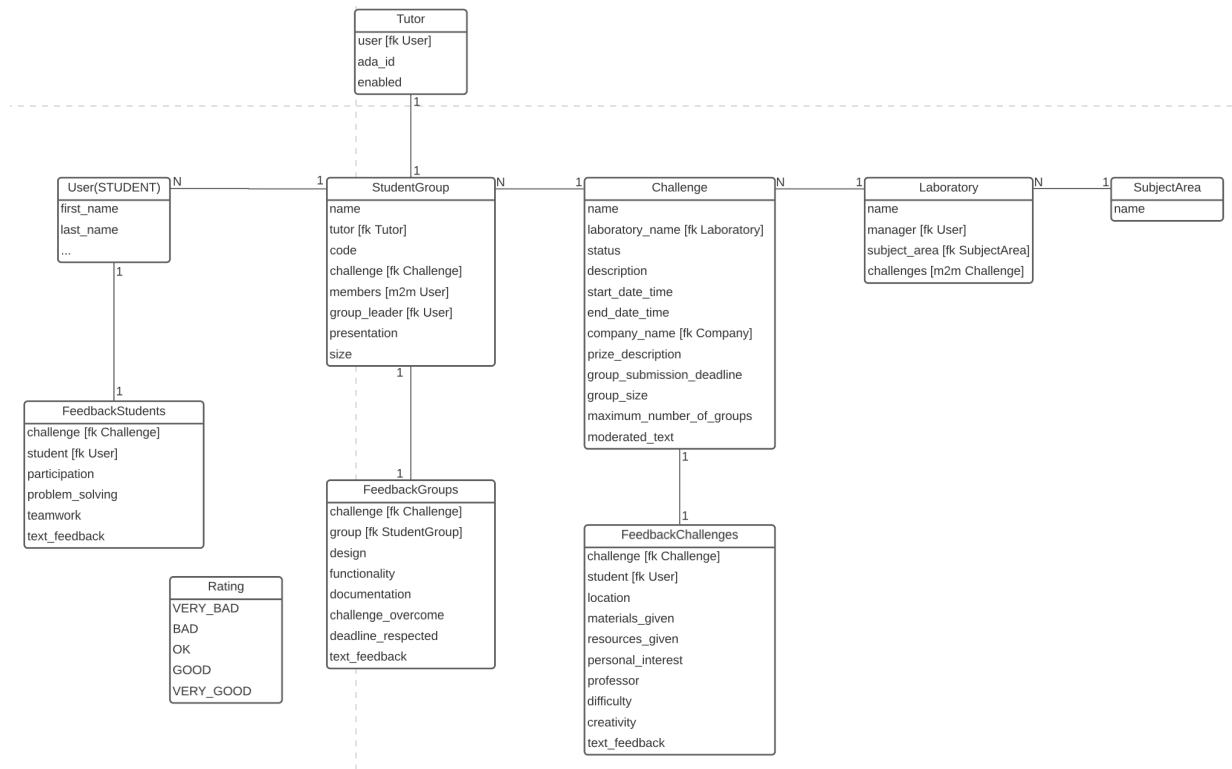 Tutor
user [fk User]
ada_id
enabled
1
1
User(STUDENT)
first_name
last_name
...
N
1
StudentGroup
name
tutor [fk Tutor]
code
challenge [fk Challenge]
members [m2m User]
group_leader [fk User]
presentation
size
N
1
Challenge
name
laboratory_name [fk Laboratory]
status
description
start_date_time
end_date_time
company_name [fk Company]
prize_description
group_submission_deadline
group_size
maximum_number_of_groups
moderated_text
N
1
Laboratory
name
manager [fk User]
subject_area [fk SubjectArea]
challenges [m2m Challenge]
N
1
SubjectArea
name
1
1
FeedbackStudents
challenge [fk Challenge]
student [fk User]
participation
problem_solving
teamwork
text_feedback
1
1
FeedbackGroups
challenge [fk Challenge]
group [fk StudentGroup]
design
functionality
documentation
challenge_overcome
deadline_respected
text_feedback
1
1
FeedbackChallenges
challenge [fk Challenge]
student [fk User]
location
materials_given
resources_given
personal_interest
professor
difficulty
creativity
text_feedback
Rating
VERY_BAD
BAD
OK
GOOD
VERY_GOOD